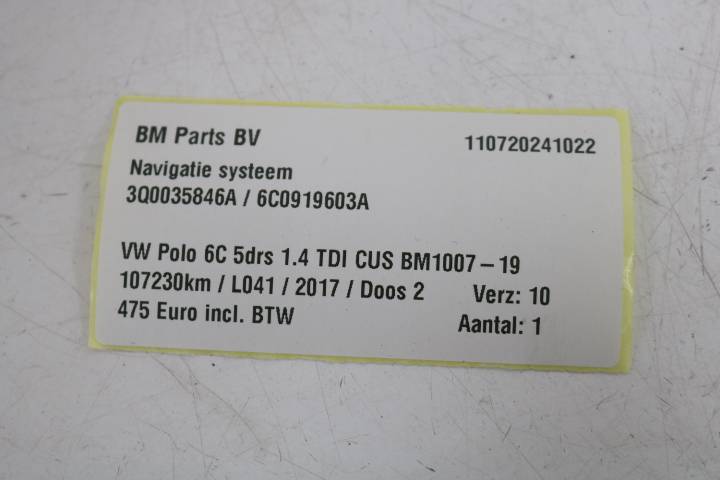 BM Parts BV 110720241022
Navigatie systeem
3Q0035846A / 6C0919603A
VW Polo 6C 5drs 1.4 TDI CUS BM1007-19
107230km / L041 / 2017 / Doos 2 Verz: 10
475 Euro incl. BTW Aantal: 1